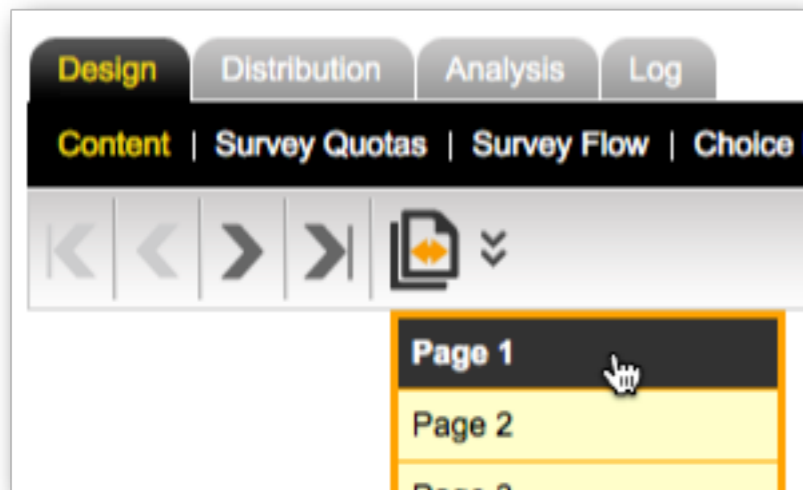 Design Distribution Analysis Log
Content | Survey Quotas | Survey Flow | Choice
Page 1
Page 2